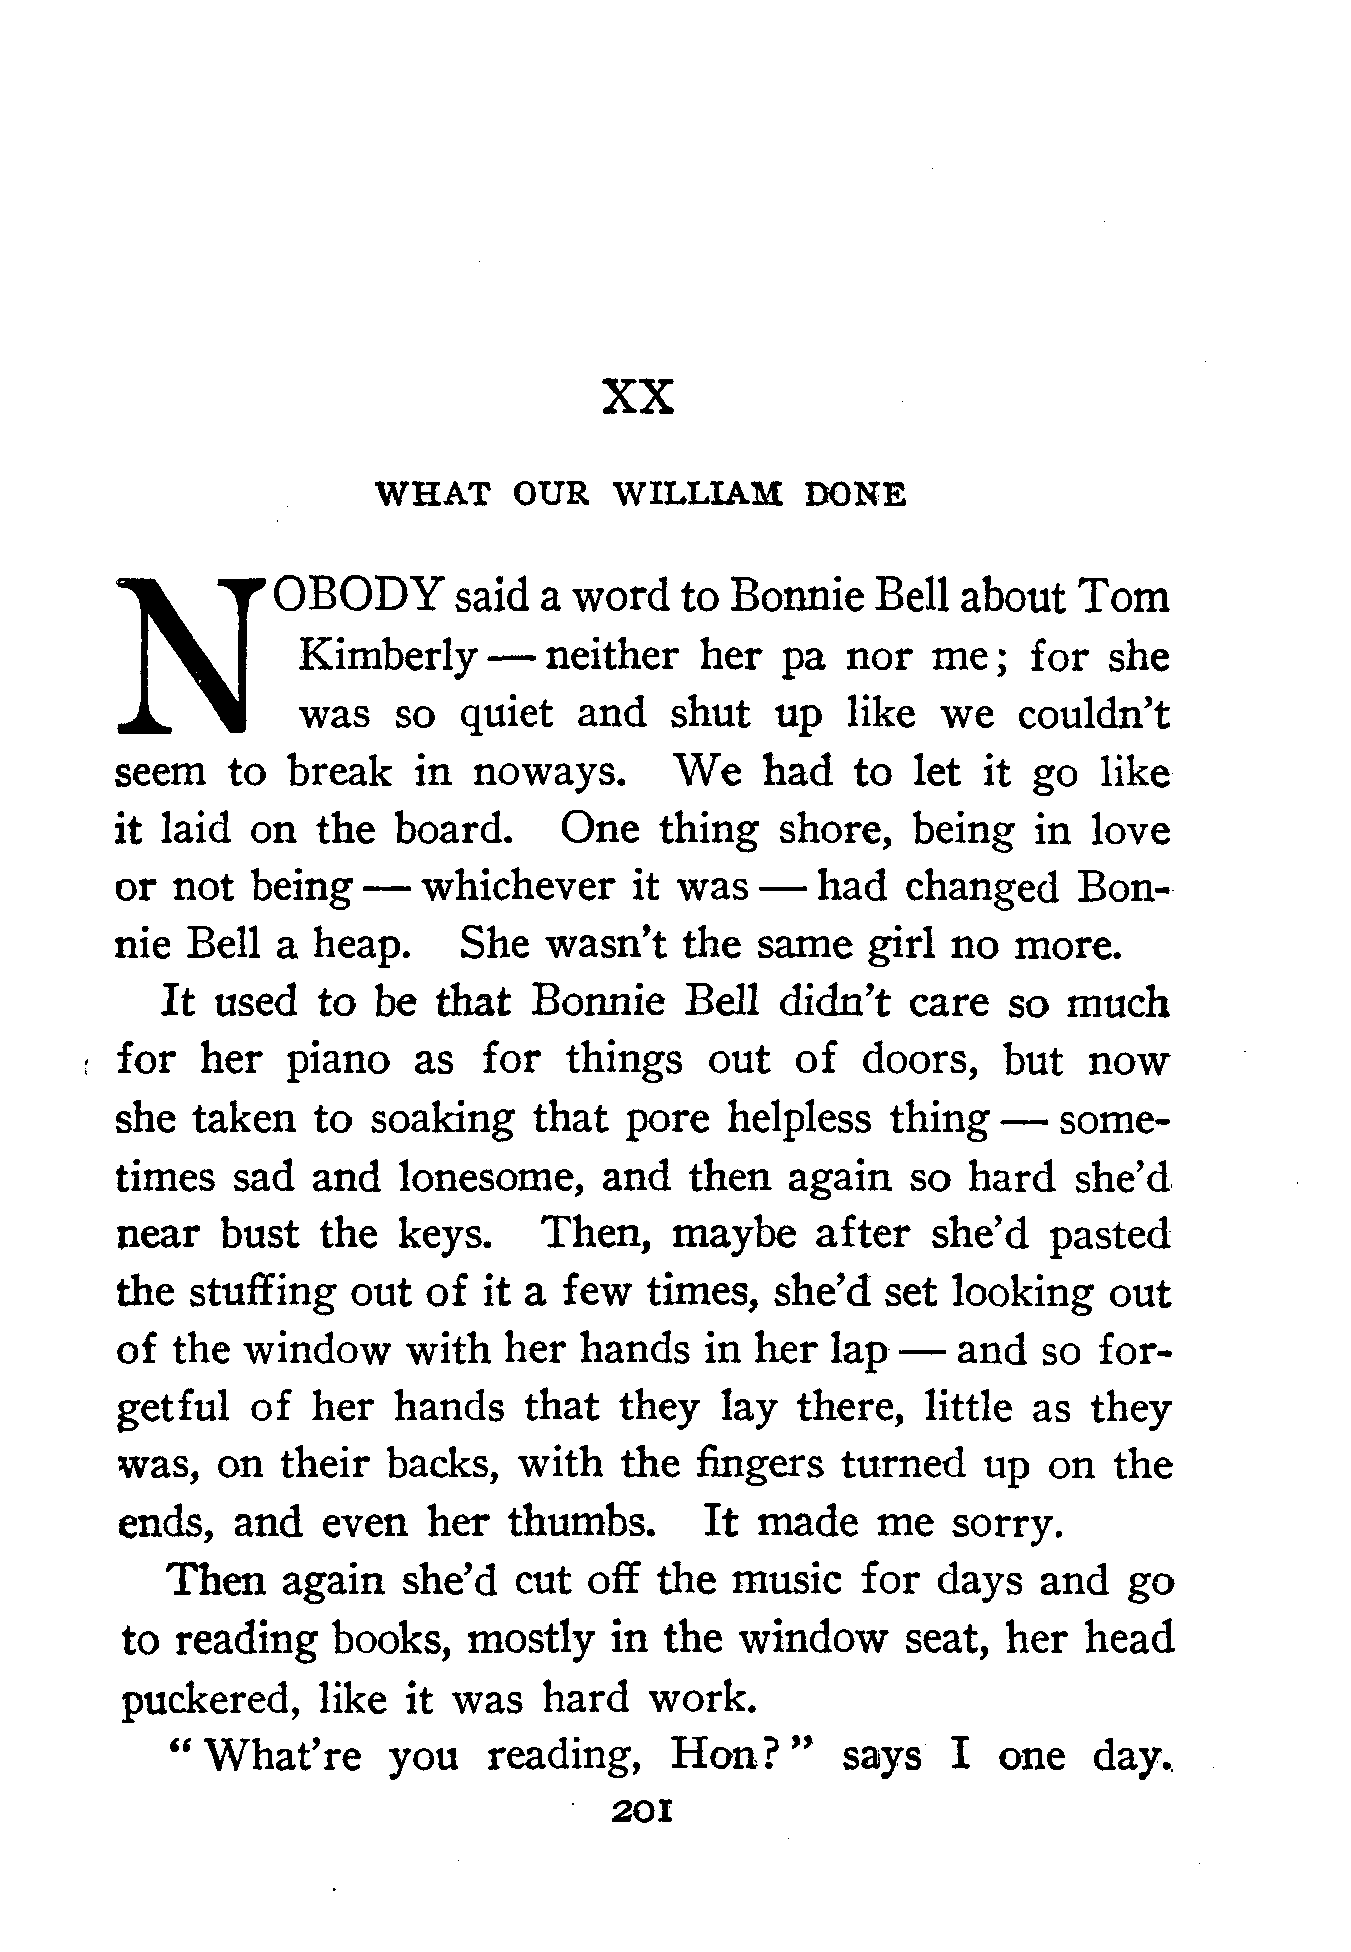 XX
WHAT OUR WILLIAM DONE
NOBODY said a word to Bonnie Bell about Tom
Kimberly — neither her pa nor me; for she
was so quiet and shut up like we couldn't
seem to break in noways. We had to let it go like
it laid on the board. One thing shore, being in love
or not being — whichever it was — had changed Bon-
nie Bell a heap. She wasn't the same girl no more.
It used to be that Bonnie Bell didn't care so much
for her piano as for things out of doors, but now
she taken to soaking that pore helpless thing — some-
times sad and lonesome, and then again so hard she'd
near bust the keys. Then, maybe after she'd pasted
the stuffing out of it a few times, she'd set looking out
of the window with her hands in her lap — and so for-
getful of her hands that they lay there, little as they
was, on their backs, with the fingers turned up on the
ends, and even her thumbs. It made me sorry.
Then again she'd cut off the music for days and go
to reading books, mostly in the window seat, her head
puckered, like it was hard work.
"What're you reading, Hon?" says I one day.
201